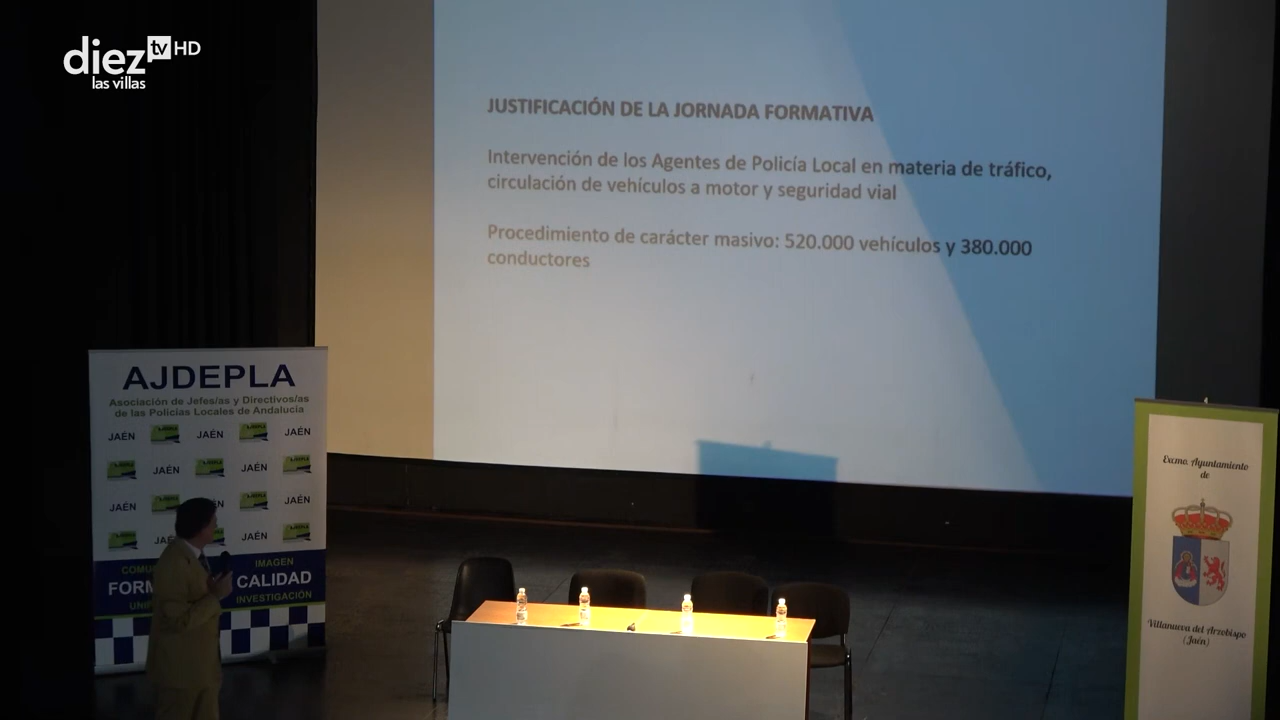 diez tv HD
las villas
JUSTIFICACIÓN DE LA JORNADA FORMATIVA
Intervención de los Agentes de Policía Local en materia de tráfico,
circulación de vehículos a motor y seguridad vial
Procedimiento de carácter masivo: 520.000 vehículos y 380.000
conductores
AJDEPLA
Asociación de Jefes/as y Directivos/as
de las Policías Locales de Andalucía
JAÉN JAÉN JAÉN
JAÉN JAÉN
JAÉN JAÉN
JAÉN
IMAGEN
FORM CALIDAD
INVESTIGACIÓN
Excmo. Ayuntamiento
de
Villanueva del Arzobispo
(Jaén)